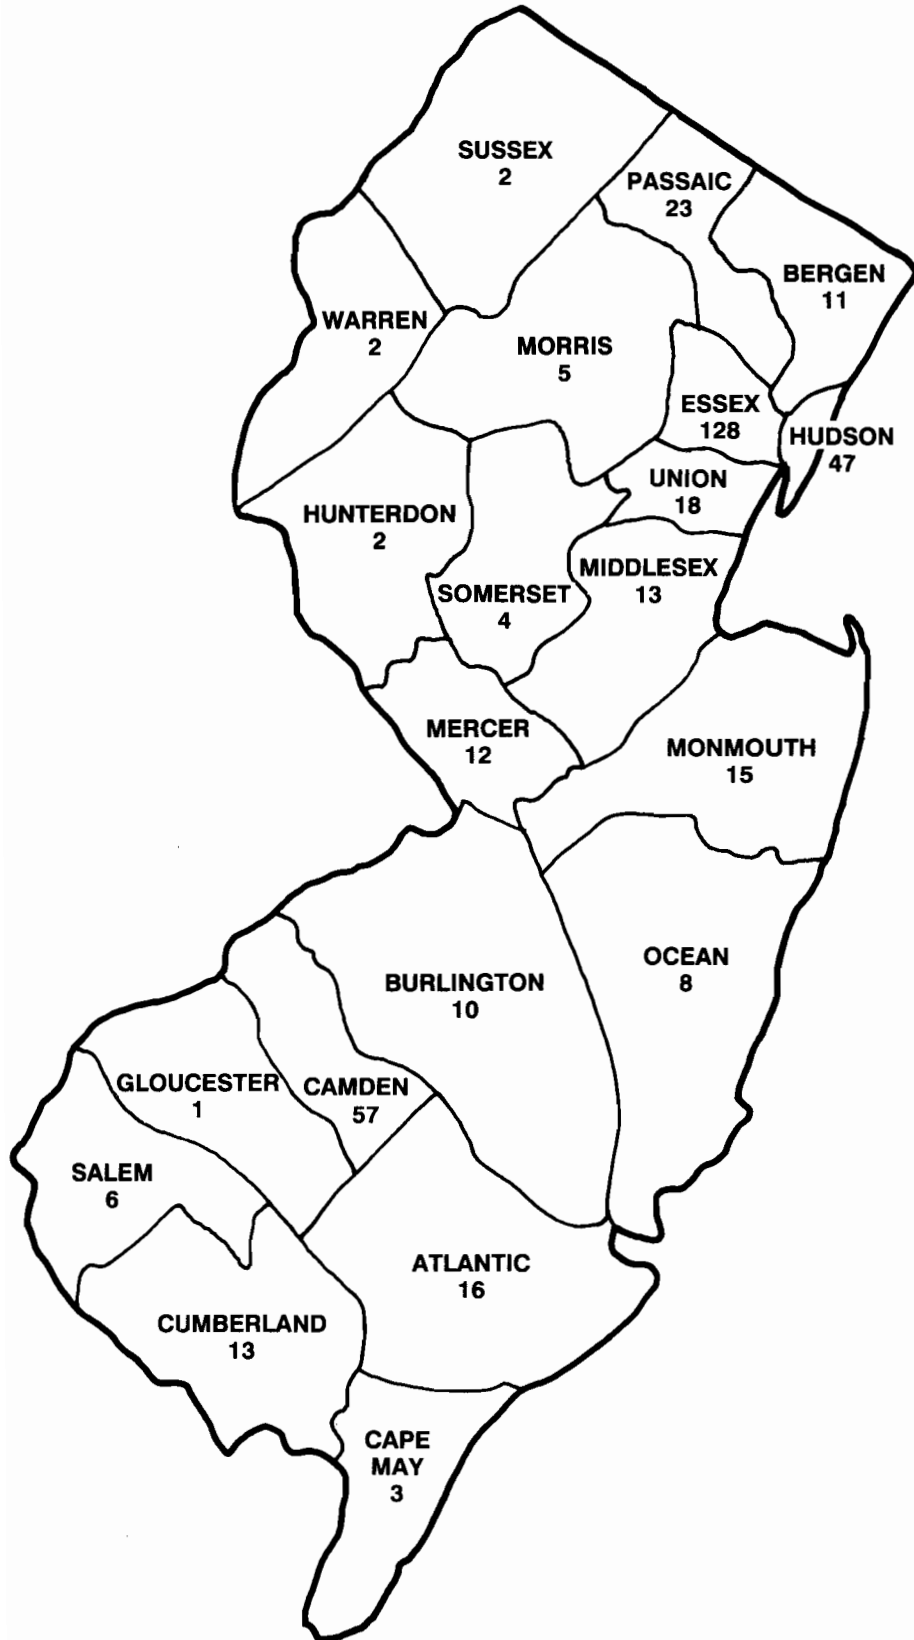 SUSSEX
2
PASSAIC
23
BERGEN
11
WARREN
2
MORRIS
5
ESSEX
128
HUDSON
47
UNION
18
HUNTERDON
2
MIDDLESEX
13
SOMERSET
4
MERCER
12
MONMOUTH
15
OCEAN
8
BURLINGTON
10
GLOUCESTER
1
CAMDEN
57
SALEM
6
ATLANTIC
16
CUMBERLAND
13
CAPE
MAY
3